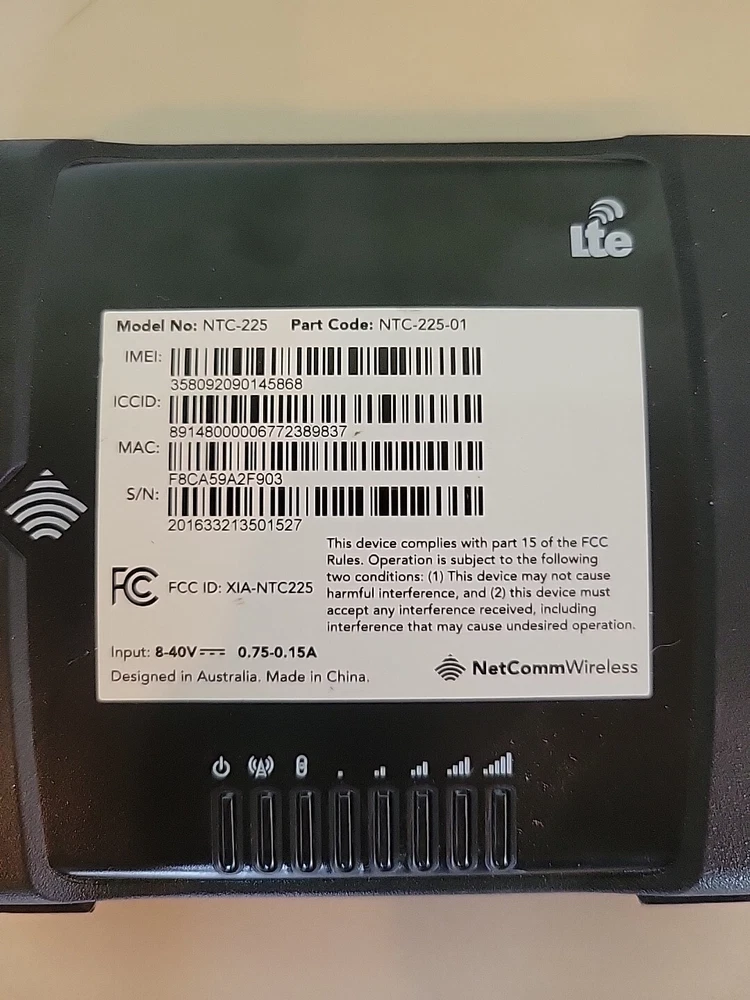 Lte
Model No: NTC-225 Part Code: NTC-225-01
IMEI:
358092090145868
ICCID:
89148000006772389837
MAC:
F8CA59A2F903
S/N:
201633213501527
This device complies with part 15 of the FCC
Rules. Operation is subject to the following
two conditions: (1) This device may not cause
harmful interference, and (2) this device must
accept any interference received, including
interference that may cause undesired operation.
FC FCC ID: XIA-NTC225
Input: 8-40V⎓ 0.75-0.15A
Designed in Australia. Made in China.
NetCommWireless